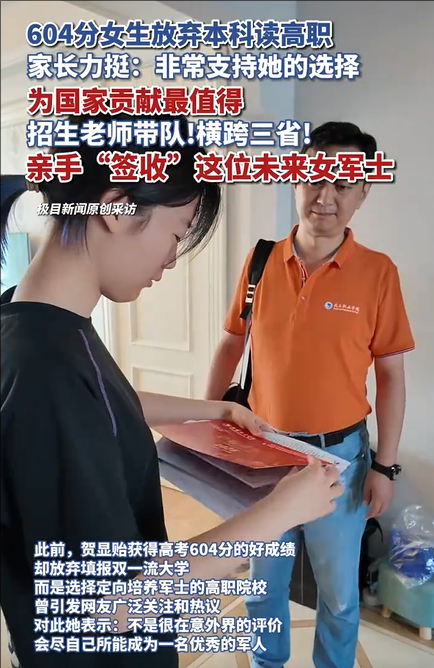 604分女生放弃本科读高职
家长力挺：非常支持她的选择
为国家贡献最值得
招生老师带队!横跨三省!
亲手“签收”这位未来女军士
极目新闻原创采访
此前，贺显贻获得高考604分的好成绩
却放弃填报双一流大学
而是选择定向培养军士的高职院校
曾引发网友广泛关注和热议
对此她表示：不是很在意外界的评价
会尽自己所能成为一名优秀的军人